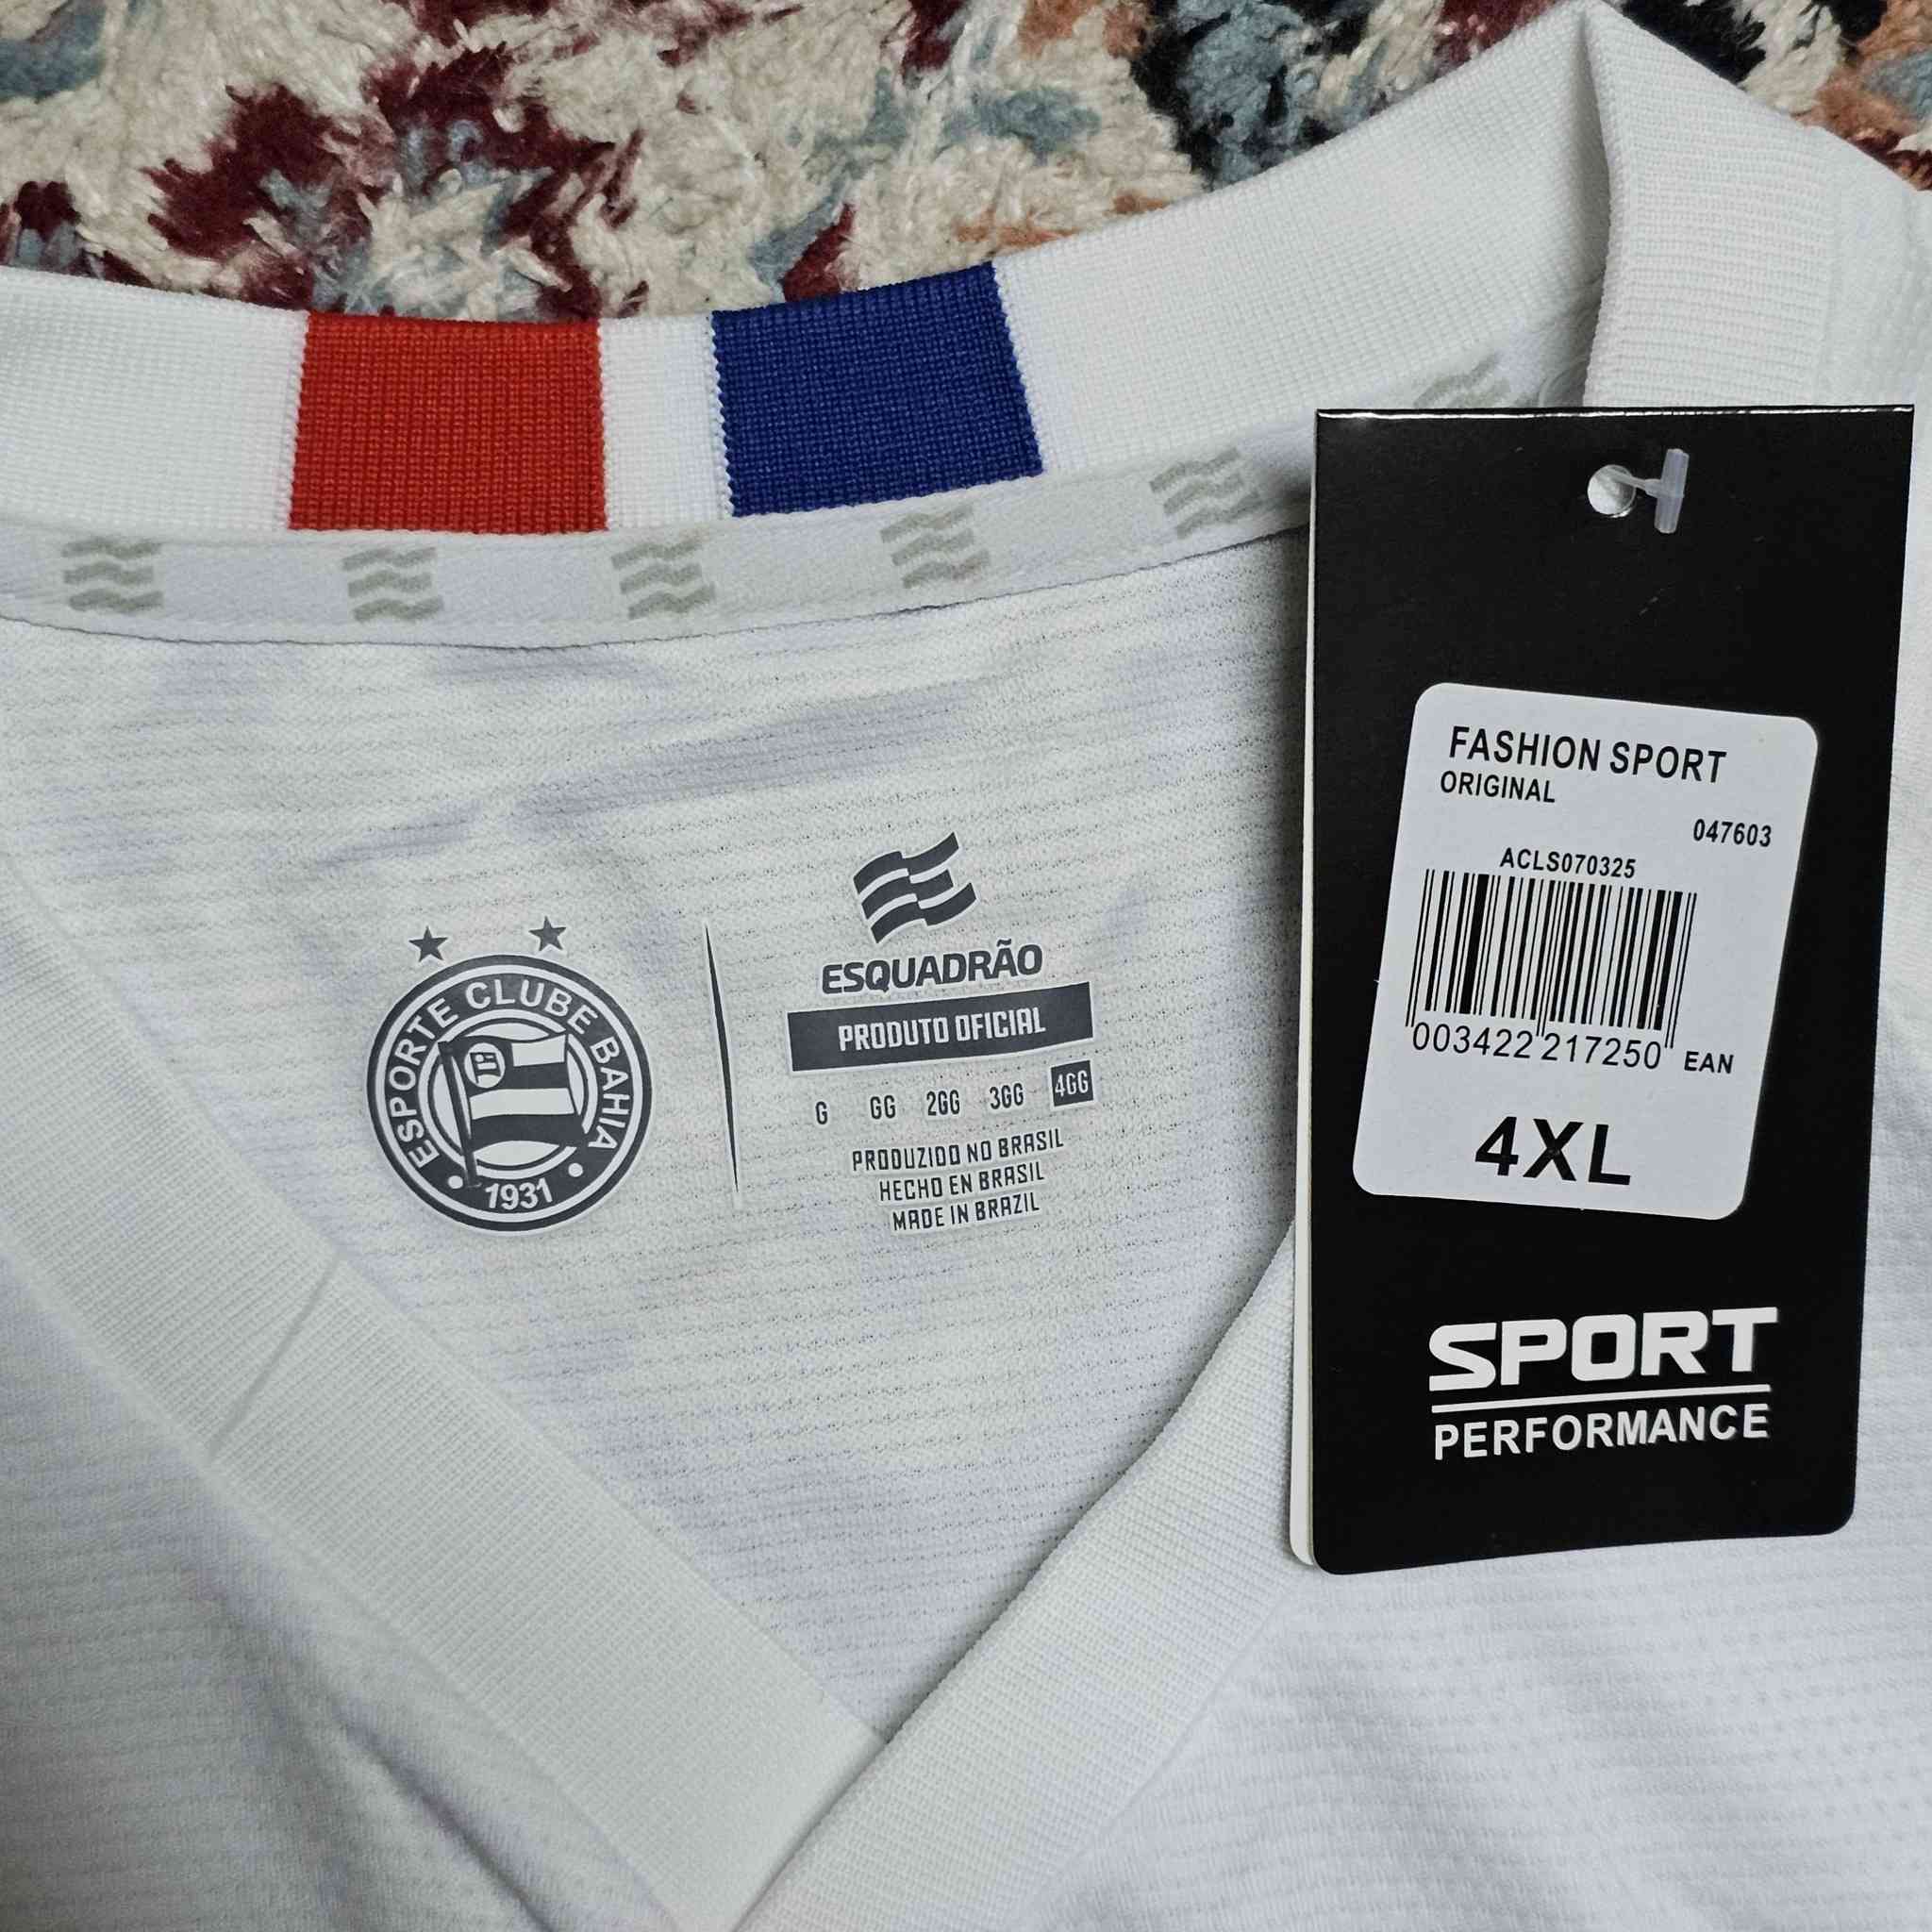 ESPORTE CLUBE BAHIA
1931
ESQUADRÃO
PRODUTO OFICIAL
G GG 2GG 3GG 4GG
PRODUZIDO NO BRASIL
HECHO EN BRASIL
MADE IN BRAZIL
FASHION SPORT
ORIGINAL
047603
ACLS070325
003422 217250 EAN
4XL
SPORT
PERFORMANCE